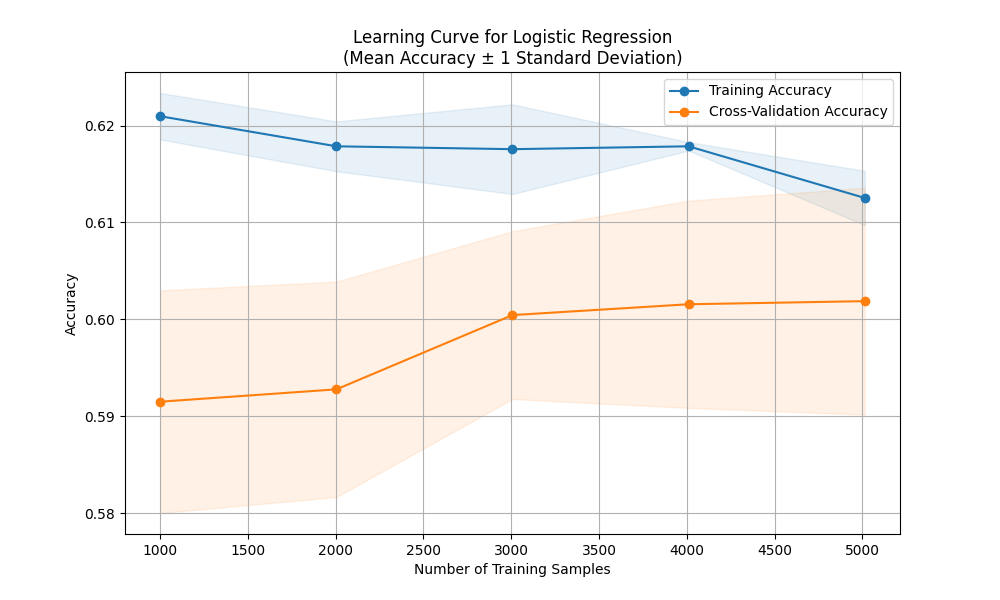 Learning Curve for Logistic Regression
(Mean Accuracy ± 1 Standard Deviation)
Training Accuracy
Cross-Validation Accuracy
Accuracy
0.62
0.61
0.60
0.59
0.58
1000 1500 2000 2500 3000 3500 4000 4500 5000
Number of Training Samples